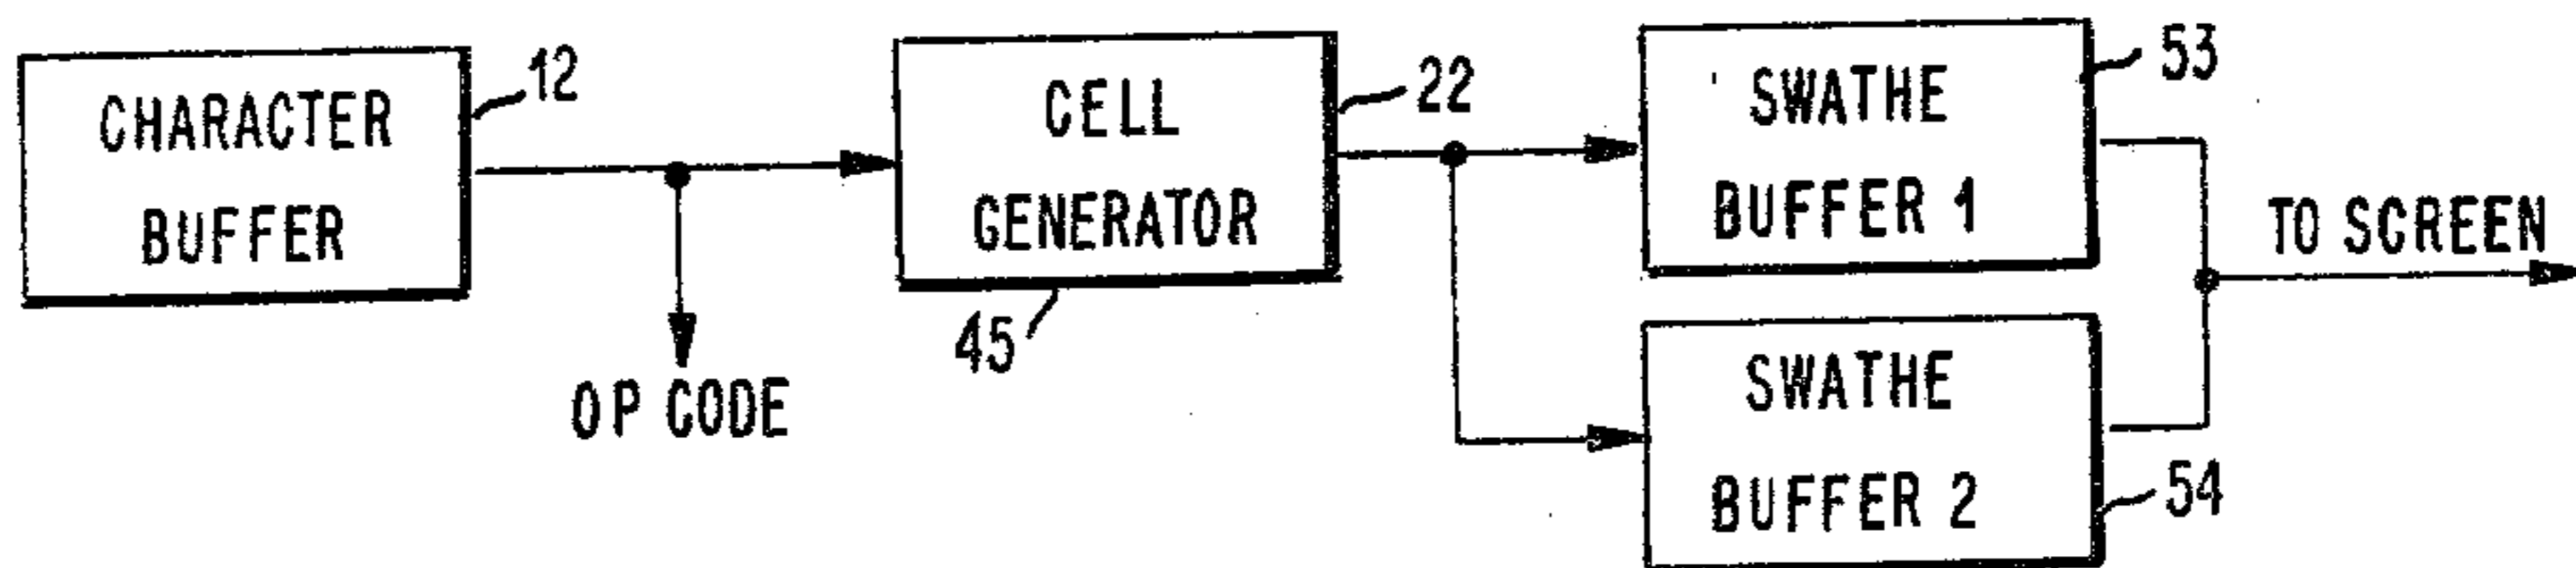 CHARACTER
BUFFER
12
OP CODE
CELL
GENERATOR
22
45
SWATHE
BUFFER 1
53
SWATHE
BUFFER 2
54
TO SCREEN